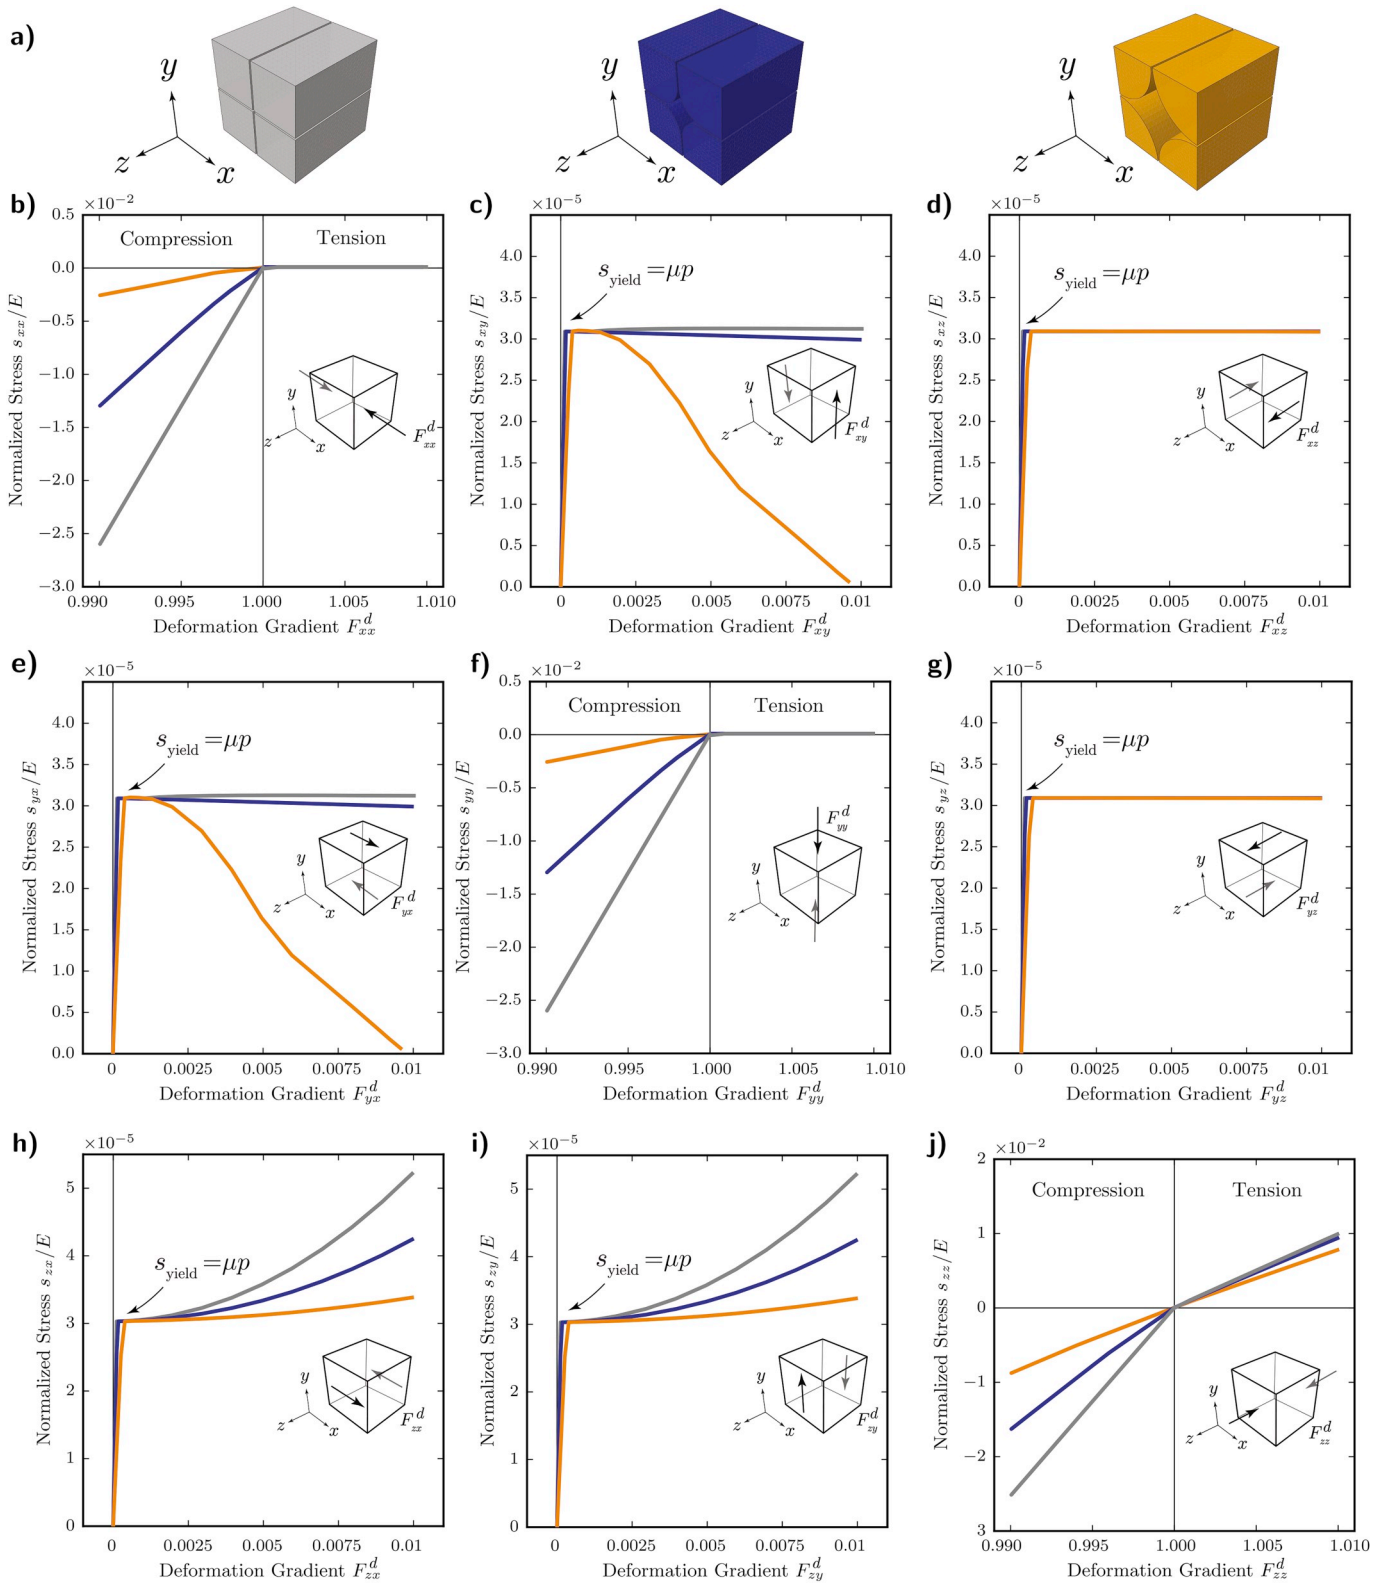 a)
y
z
x
y
z
x
y
z
x
b)
×10⁻²
0.5
0.0
−0.5
−1.0
−1.5
−2.0
−2.5
−3.0
Normalized Stress s_xx/E
Compression
Tension
y
z
x
F^d_xx
0.990
0.995
1.000
1.005
1.010
Deformation Gradient F^d_xx
c)
×10⁻⁵
4.0
3.5
3.0
2.5
2.0
1.5
1.0
0.5
0.0
Normalized Stress s_xy/E
s_yield=μp
y
z
x
F^d_xy
0
0.0025
0.005
0.0075
0.01
Deformation Gradient F^d_xy
d)
×10⁻⁵
4.0
3.5
3.0
2.5
2.0
1.5
1.0
0.5
0.0
Normalized Stress s_xz/E
s_yield=μp
y
z
x
F^d_xz
0
0.0025
0.005
0.0075
0.01
Deformation Gradient F^d_xz
e)
×10⁻⁵
4.0
3.5
3.0
2.5
2.0
1.5
1.0
0.5
0.0
Normalized Stress s_yx/E
s_yield=μp
y
z
x
F^d_yx
0
0.0025
0.005
0.0075
0.01
Deformation Gradient F^d_yx
f)
×10⁻²
0.5
0.0
−0.5
−1.0
−1.5
−2.0
−2.5
−3.0
Normalized Stress s_yy/E
Compression
Tension
F^d_yy
y
z
x
0.990
0.995
1.000
1.005
1.010
Deformation Gradient F^d_yy
g)
×10⁻⁵
4.0
3.5
3.0
2.5
2.0
1.5
1.0
0.5
0.0
Normalized Stress s_yz/E
s_yield=μp
y
z
x
F^d_yz
0
0.0025
0.005
0.0075
0.01
Deformation Gradient F^d_yz
h)
×10⁻⁵
5
4
3
2
1
0
Normalized Stress s_zx/E
s_yield=μp
y
z
x
F^d_zx
0
0.0025
0.005
0.0075
0.01
Deformation Gradient F^d_zx
i)
×10⁻⁵
5
4
3
2
1
0
Normalized Stress s_zy/E
s_yield=μp
y
z
x
F^d_zy
0
0.0025
0.005
0.0075
0.01
Deformation Gradient F^d_zy
j)
×10⁻²
2
1
0
−1
−2
3
Normalized Stress s_zz/E
Compression
Tension
y
z
x
F^d_zz
0.990
0.995
1.000
1.005
1.010
Deformation Gradient F^d_zz